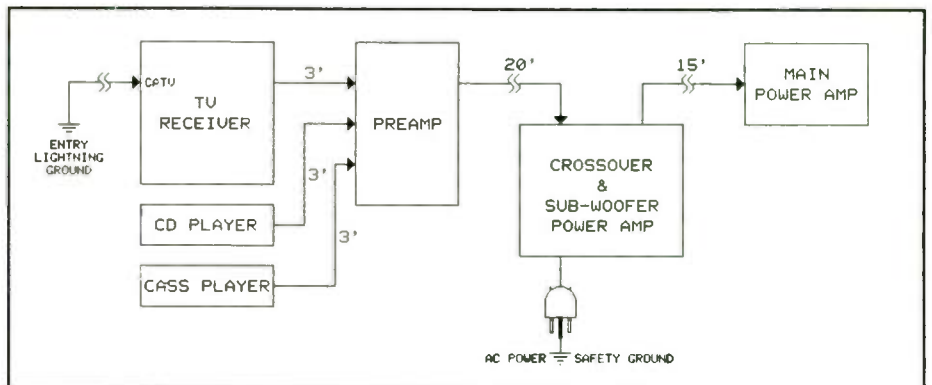 CATV
TV
RECEIVER
ENTRY
LIGHTNING
GROUND
3'
PREAMP
3'
CD PLAYER
3'
CASS PLAYER
20'
CROSSOVER
&
SUB-WOOFER
POWER AMP
15'
MAIN
POWER AMP
AC POWER SAFETY GROUND